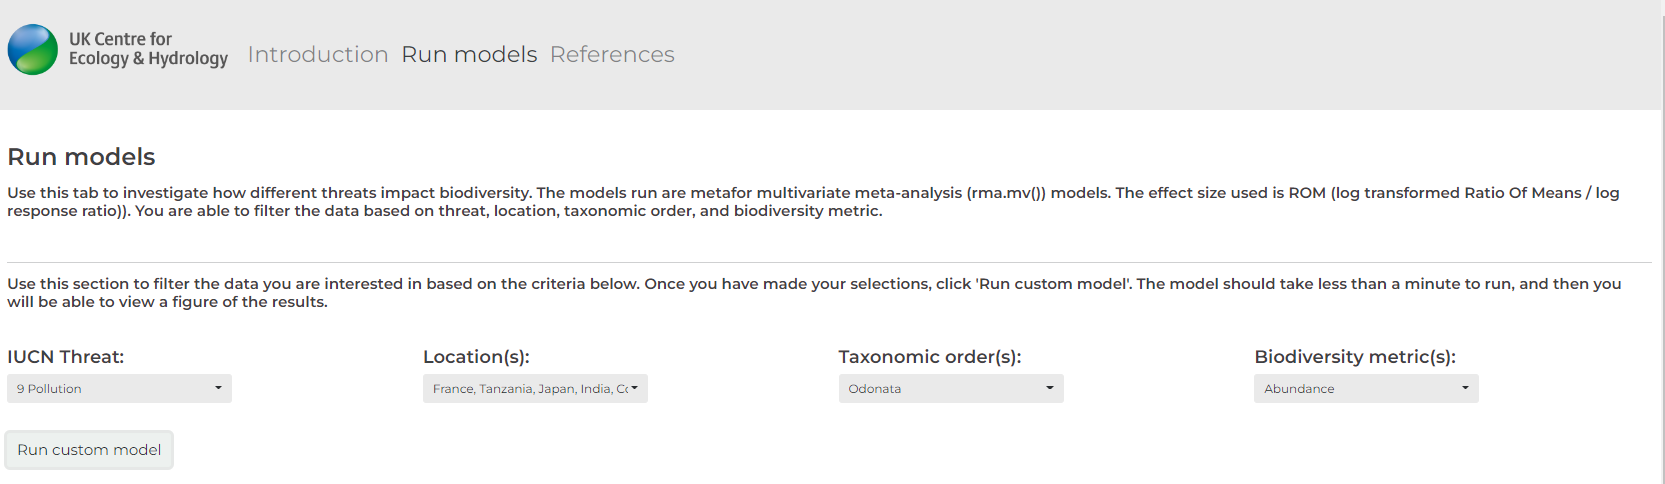 UK Centre for
Ecology & Hydrology
Introduction Run models References
Run models
Use this tab to investigate how different threats impact biodiversity. The models run are metafor multivariate meta-analysis (rma.mv()) models. The effect size used is ROM (log transformed Ratio Of Means / log
response ratio)). You are able to filter the data based on threat, location, taxonomic order, and biodiversity metric.
Use this section to filter the data you are interested in based on the criteria below. Once you have made your selections, click 'Run custom model'. The model should take less than a minute to run, and then you
will be able to view a figure of the results.
IUCN Threat: Location(s): Taxonomic order(s): Biodiversity metric(s):
9 Pollution France, Tanzania, Japan, India, Odonata Abundance
Run custom model